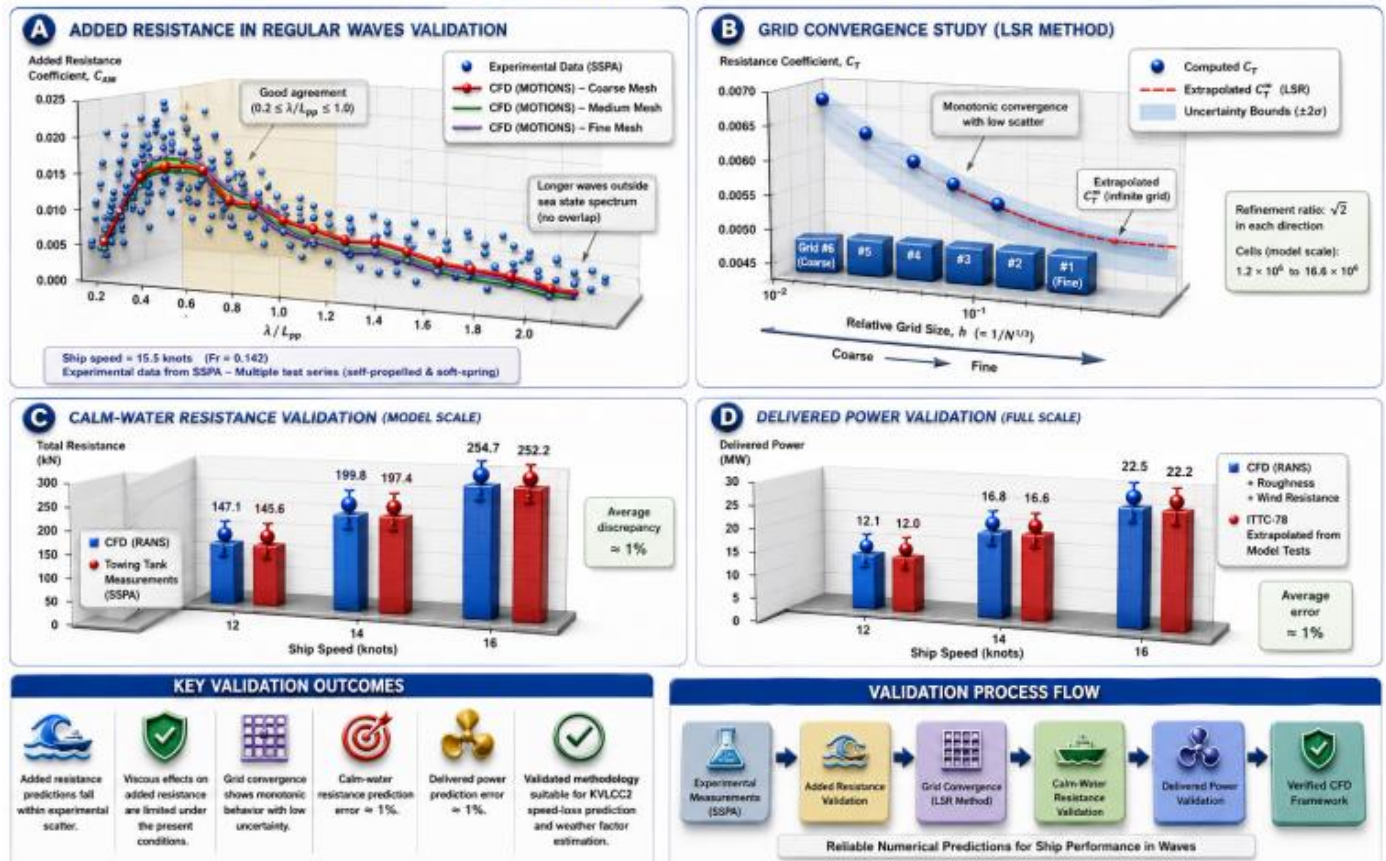 A ADDED RESISTANCE IN REGULAR WAVES VALIDATION
Added Resistance
Coefficient, C_AW
Experimental Data (SSPA)
CFD (MOTIONS) – Coarse Mesh
CFD (MOTIONS) – Medium Mesh
CFD (MOTIONS) – Fine Mesh
Good agreement
(0.2 ≤ λ/Lpp ≤ 1.0)
Longer waves outside
sea state spectrum
(no overlap)
0.025
0.020
0.015
0.010
0.005
0.000
0.2
0.4
0.6
0.8
1.0
1.2
1.4
1.6
1.8
2.0
λ/Lpp
Ship speed = 15.5 knots (Fr = 0.142)
Experimental data from SSPA – Multiple test series (self-propelled & soft-spring)
B GRID CONVERGENCE STUDY (LSR METHOD)
Resistance Coefficient, C_T
Computed C_T
Extrapolated C_T^∞ (LSR)
Uncertainty Bounds (±2σ)
Monotonic convergence
with low scatter
Extrapolated
C_T^∞ (infinite grid)
0.0070
0.0065
0.0060
0.0055
0.0050
0.0045
Grid #6
(Coarse)
#5
#4
#3
#2
#1
(Fine)
10⁻²
10⁻¹
Relative Grid Size, h (= 1/N^1/3)
Coarse
Fine
Refinement ratio: √2
in each direction
Cells (model scale):
1.2 × 10⁶ to 16.6 × 10⁶
C CALM-WATER RESISTANCE VALIDATION (MODEL SCALE)
Total Resistance
(kN)
300
250
200
150
100
50
0
CFD (RANS)
Towing Tank
Measurements
(SSPA)
147.1
145.6
199.8
197.4
254.7
252.2
12
14
16
Ship Speed (knots)
Average
discrepancy
≈ 1%
D DELIVERED POWER VALIDATION (FULL SCALE)
Delivered Power
(MW)
30
25
20
15
10
5
0
12.1
12.0
16.8
16.6
22.5
22.2
12
14
16
Ship Speed (knots)
CFD (RANS)
+ Roughness
+ Wind Resistance
ITTC-78
Extrapolated from
Model Tests
Average
error
≈ 1%
KEY VALIDATION OUTCOMES
Added resistance
predictions fall
within experimental
scatter.
Viscous effects on
added resistance
are limited under
the present
conditions.
Grid convergence
shows monotonic
behavior with low
uncertainty.
Calm-water
resistance prediction
error ≈ 1%.
Delivered power
prediction error
≈ 1%.
Validated methodology
suitable for KVLCC2
speed-loss prediction
and weather factor
estimation.
VALIDATION PROCESS FLOW
Experimental
Measurements
(SSPA)
Added Resistance
Validation
Grid Convergence
(LSR Method)
Calm-Water
Resistance
Validation
Delivered Power
Validation
Verified CFD
Framework
Reliable Numerical Predictions for Ship Performance in Waves